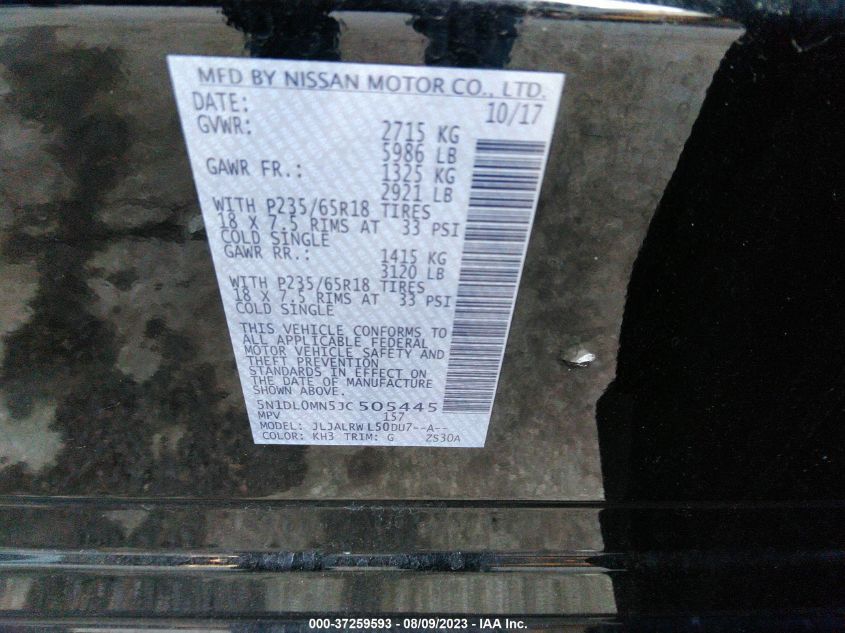 MFD BY NISSAN MOTOR CO., LTD.
DATE: 10/17
GVWR: 2715 KG
5986 LB
GAWR FR.: 1325 KG
2921 LB
WITH P235/65R18 TIRES
18 X 7.5 RIMS AT 33 PSI
COLD SINGLE
GAWR RR.: 1415 KG
3120 LB
WITH P235/65R18 TIRES
18 X 7.5 RIMS AT 33 PSI
COLD SINGLE
THIS VEHICLE CONFORMS TO
ALL APPLICABLE FEDERAL
MOTOR VEHICLE SAFETY AND
THEFT PREVENTION
STANDARDS IN EFFECT ON
THE DATE OF MANUFACTURE
SHOWN ABOVE.
5N1DL0MN5JC 505445
MPV 157
MODEL: JLJALRW L50DU7--A--
COLOR: KH3 TRIM: G ZS30A
000-37259593 - 08/09/2023 - IAA Inc.